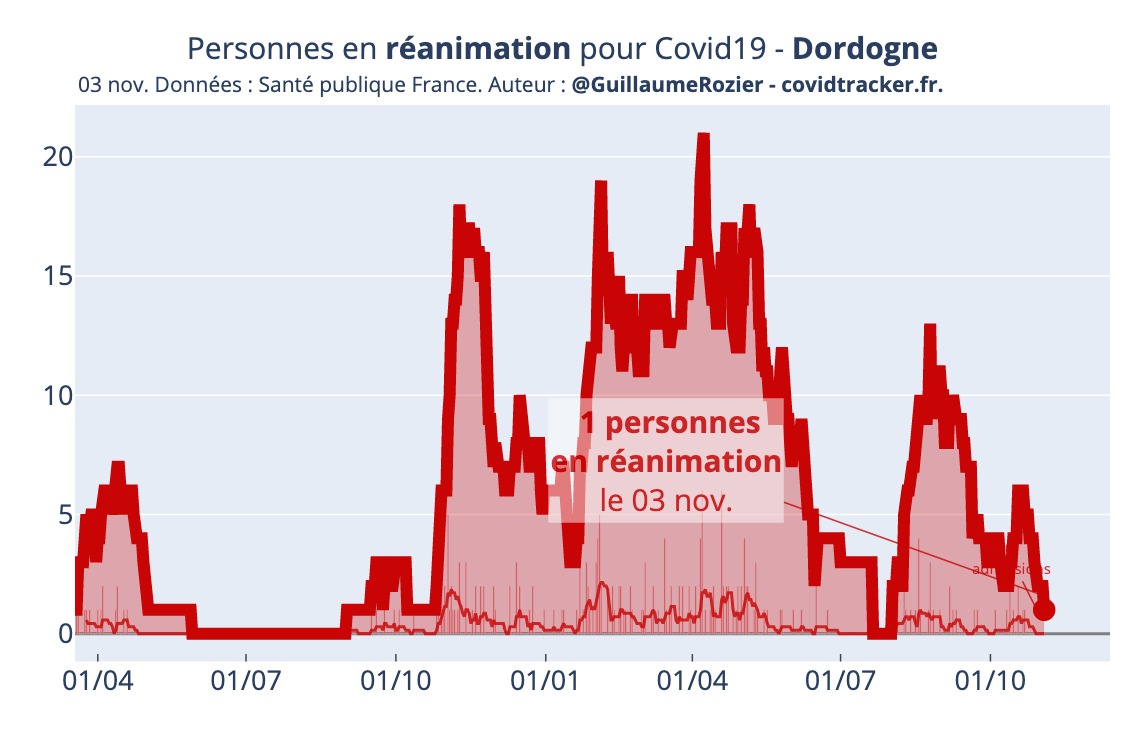 Personnes en réanimation pour Covid19 - Dordogne
03 nov. Données : Santé publique France. Auteur : @GuillaumeRozier - covidtracker.fr.
20
15
10
5
0
1 personnes
en réanimation
le 03 nov.
admissions
01/04 01/07 01/10 01/01 01/04 01/07 01/10